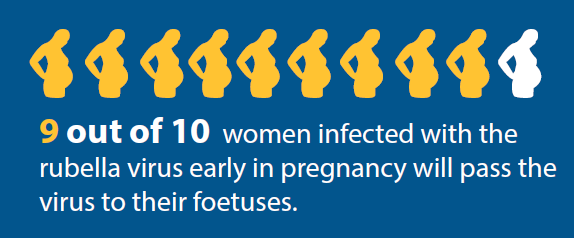 9 out of 10 women infected with the
rubella virus early in pregnancy will pass the
virus to their foetuses.